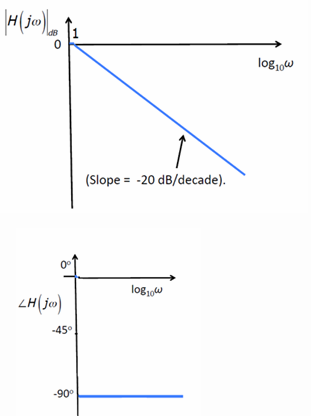 |H(jω)|dB
1
0
log10ω
(Slope = -20 dB/decade).
0°
log10ω
∠H(jω)
-45°
-90°